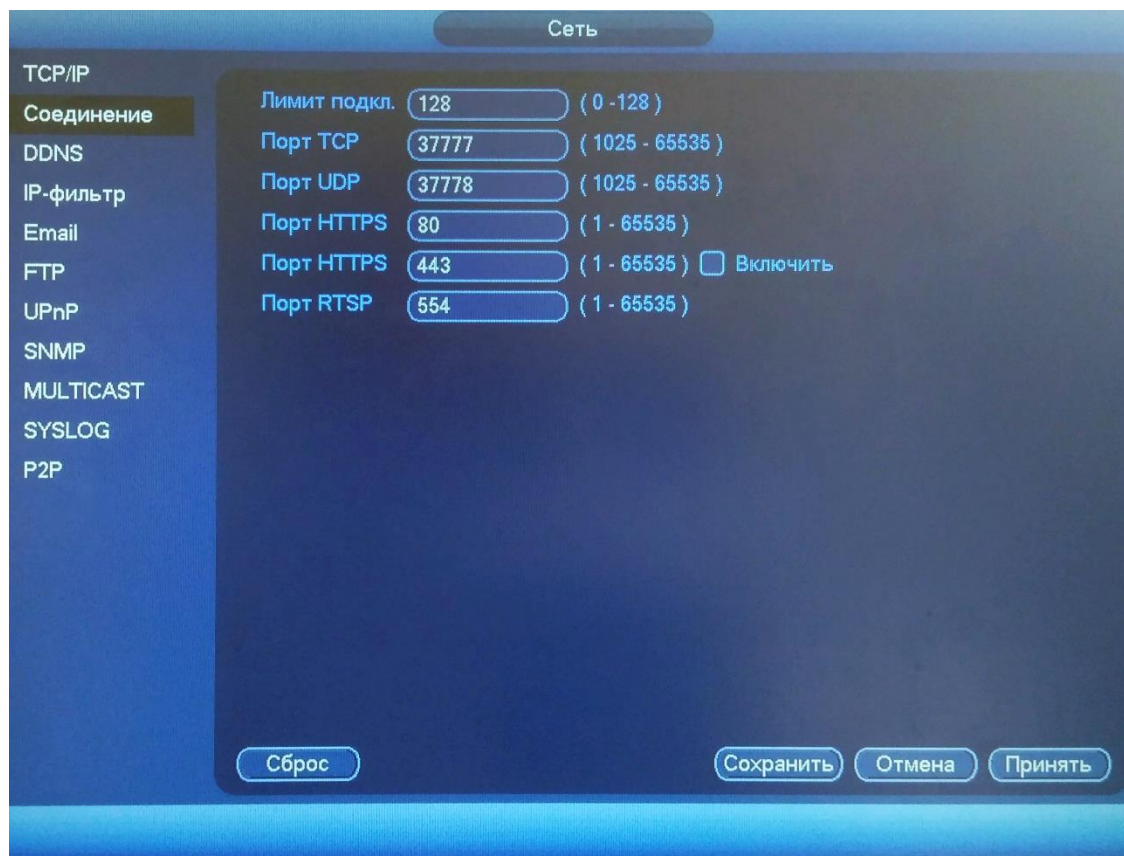 Сеть
TCP/IP
Соединение
DDNS
IP-фильтр
Email
FTP
UPnP
SNMP
MULTICAST
SYSLOG
P2P
Лимит подкл. 128 ( 0 -128 )
Порт TCP 37777 ( 1025 - 65535 )
Порт UDP 37778 ( 1025 - 65535 )
Порт HTTPS 80 ( 1 - 65535 )
Порт HTTPS 443 ( 1 - 65535 ) Включить
Порт RTSP 554 ( 1 - 65535 )
Сброс Сохранить Отмена Принять